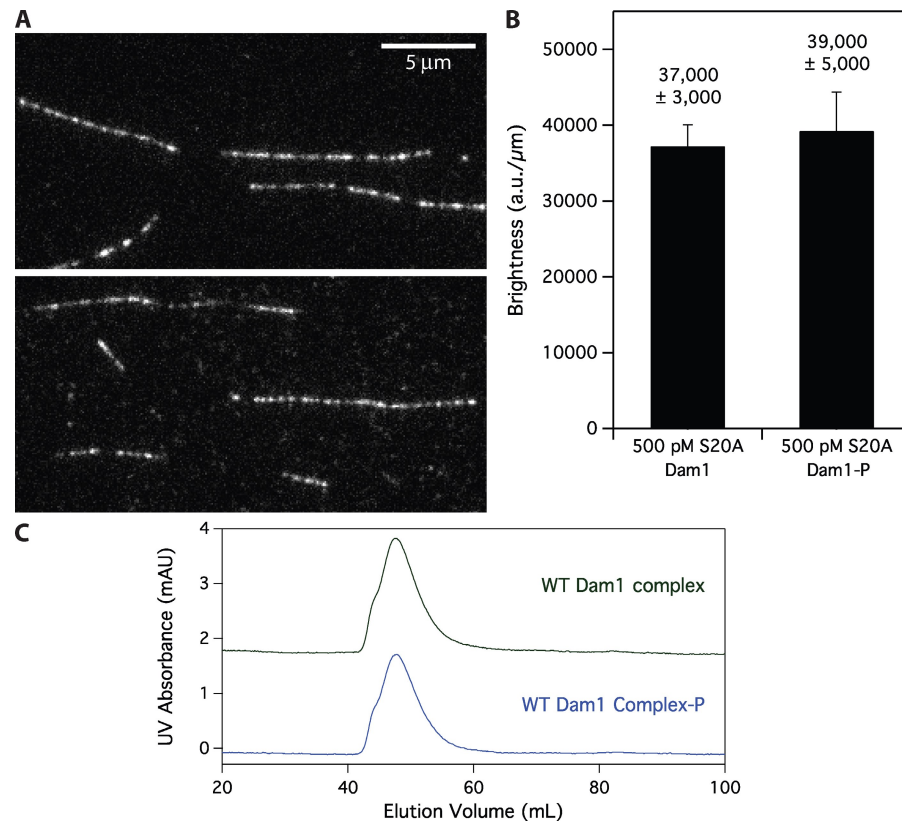 A
5 µm
B
50000
40000
30000
20000
10000
0
Brightness (a.u./µm)
37,000
± 3,000
39,000
± 5,000
500 pM S20A
Dam1
500 pM S20A
Dam1-P
C
4
3
2
1
0
UV Absorbance (mAU)
WT Dam1 complex
WT Dam1 Complex-P
20
40
60
80
100
Elution Volume (mL)